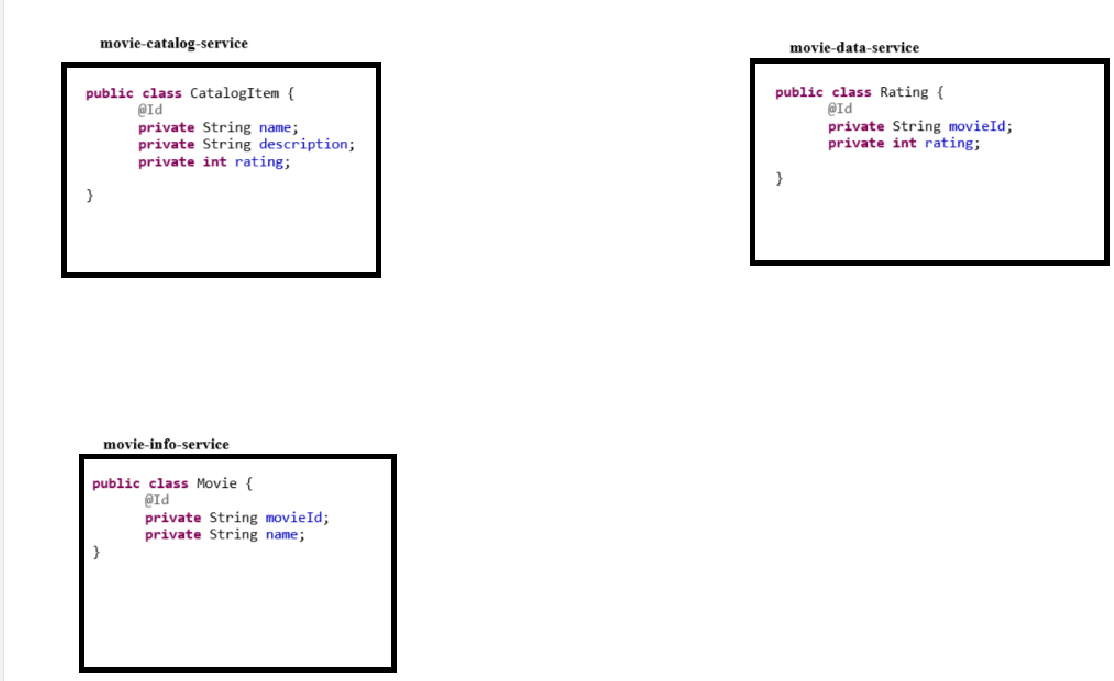 movie-catalog-service
public class CatalogItem {
@Id
private String name;
private String description;
private int rating;
}
movie-data-service
public class Rating {
@Id
private String movieId;
private int rating;
}
movie-info-service
public class Movie {
@Id
private String movieId;
private String name;
}